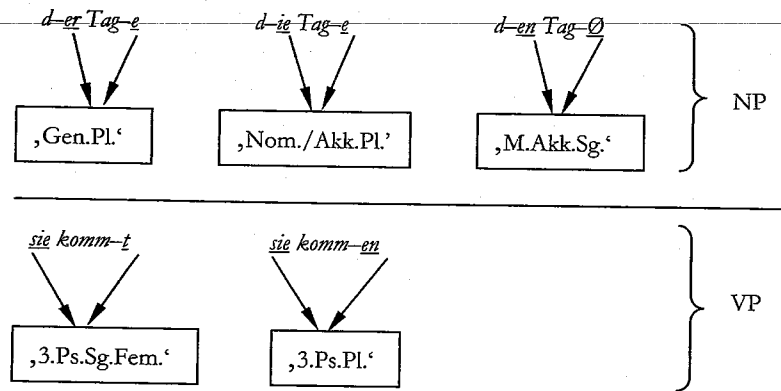 d–er Tag–e d–ie Tag–e d–en Tag–Ø
‚Gen.Pl.‘ ‚Nom./Akk.Pl.’ ‚M.Akk.Sg.‘ NP
sie komm–t sie komm–en
‚3.Ps.Sg.Fem.‘ ‚3.Ps.Pl.‘ VP